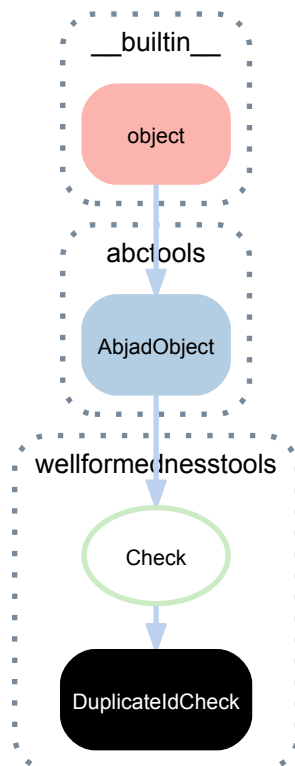 __builtin__
object
abctools
AbjadObject
wellformednesstools
Check
DuplicateIdCheck